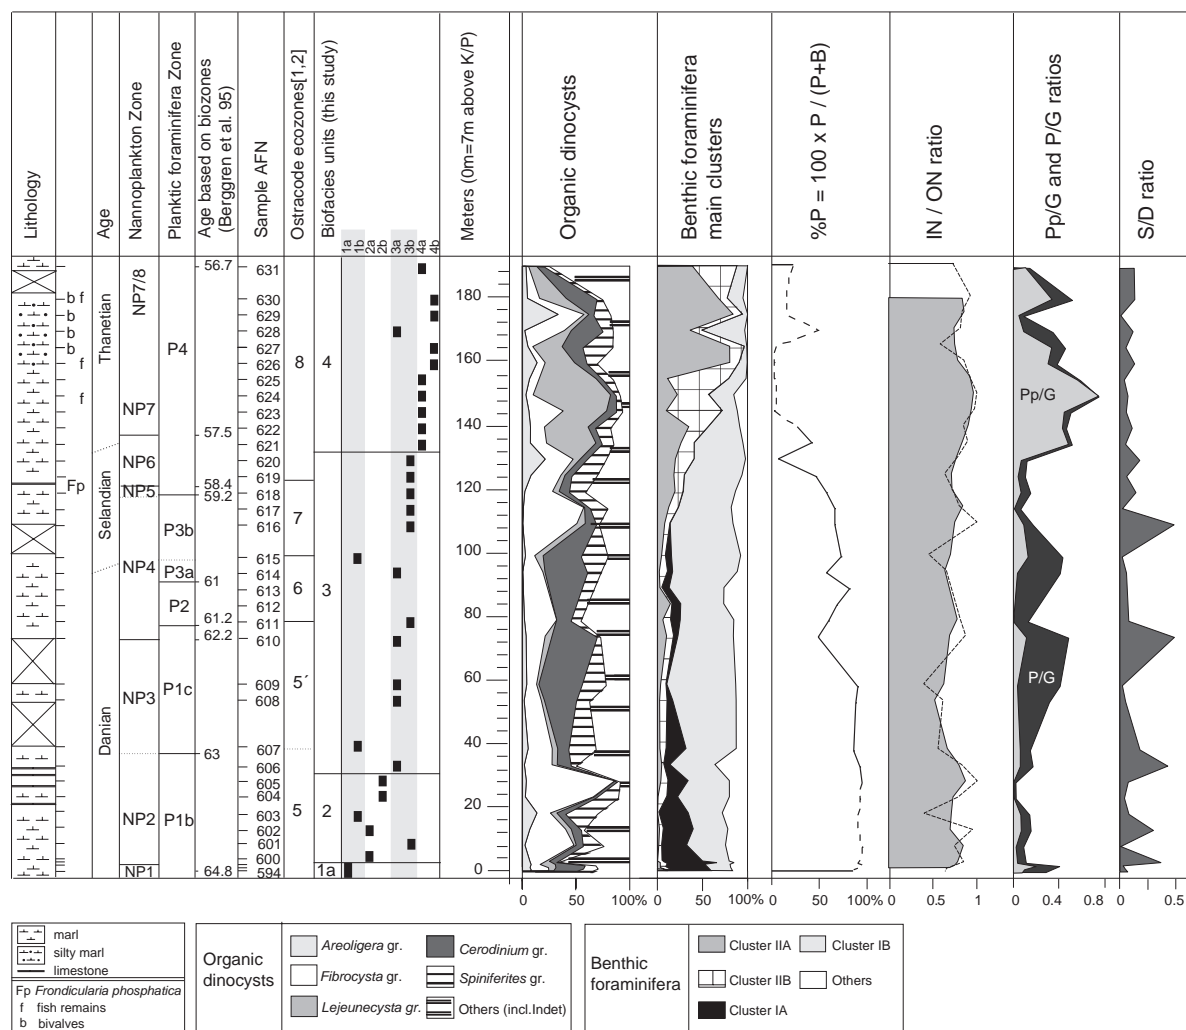 Lithology
Age
Nannoplankton Zone
Planktic foraminifera Zone
Age based on biozones
(Berggren et al. 95)
Sample AFN
Ostracode ecozones[1,2]
Biofacies units (this study)
1a
1b
2a
2b
3a
3b
4a
4b
Meters (0m=7m above K/P)
Organic dinocysts
Benthic foraminifera
main clusters
%P = 100 x P / (P+B)
IN / ON ratio
Pp/G and P/G ratios
S/D ratio
b f
b
b
b
f
f
Fp
Thanetian
Selandian
Danian
NP7/8
NP7
NP6
NP5
NP4
NP3
NP2
NP1
P4
P3b
P3a
P2
P1c
P1b
56.7
57.5
58.4
59.2
61
61.2
62.2
63
64.8
631
630
629
628
627
626
625
624
623
622
621
620
619
618
617
616
615
614
613
612
611
610
609
608
607
606
605
604
603
602
601
600
594
8
7
6
5´
5
4
3
2
1a
180
160
140
120
100
80
60
40
20
0
Pp/G
P/G
0 50 100%
0 50 100%
0 50 100%
0 0.5 1
0 0.4 0.8
0 0.5
marl
silty marl
limestone
Fp Frondicularia phosphatica
f fish remains
b bivalves
Organic
dinocysts
Areoligera gr.
Fibrocysta gr.
Lejeunecysta gr.
Cerodinium gr.
Spiniferites gr.
Others (incl.Indet)
Benthic
foraminifera
Cluster IIA
Cluster IIB
Cluster IA
Cluster IB
Others